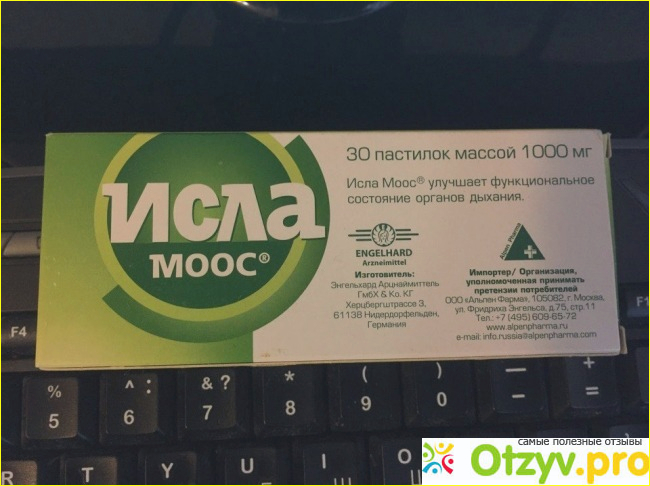 ИСЛА
МООС®
30 пастилок массой 1000 мг
Исла Моос® улучшает функциональное
состояние органов дыхания.
ENGELHARD
Arzneimittel
Изготовитель:
Энгельхард Арцнаймиттель
ГмбХ & Ко. КГ
Херцбергштрассе 3,
61138 Нидердорфельден,
Германия
Alpen Pharma
Импортер/ Организация,
уполномоченная принимать
претензии потребителей
ООО «Альпен Фарма», 105082, г. Москва,
ул. Фридриха Энгельса, д.75, стр.11
Тел.: +7 (495) 609-65-72
www.alpenpharma.ru
e-mail: info.russia@alpenpharma.com
F4
% ^ : & ? * ( ) _ +
5 6 7 8 9 0 - =
R T Y U
самые полезные отзывы
Otzyv.pro